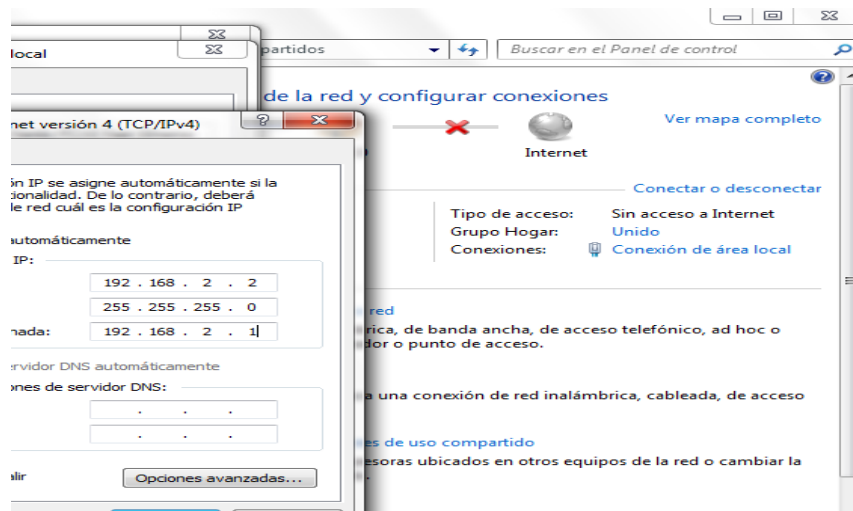 local
partidos
Buscar en el Panel de control
de la red y configurar conexiones
net versión 4 (TCP/IPv4)
Ver mapa completo
Internet
ón IP se asigne automáticamente si la
cionalidad. De lo contrario, deberá
de red cuál es la configuración IP
Conectar o desconectar
Tipo de acceso: Sin acceso a Internet
Grupo Hogar: Unido
Conexiones: Conexión de área local
automáticamente
IP:
192 . 168 . 2 . 2
255 . 255 . 255 . 0
nada: 192 . 168 . 2 . 1
red
rica, de banda ancha, de acceso telefónico, ad hoc o
dor o punto de acceso.
ervidor DNS automáticamente
ones de servidor DNS:
a una conexión de red inalámbrica, cableada, de acceso
es de uso compartido
esoras ubicados en otros equipos de la red o cambiar la
alir
Opciones avanzadas...